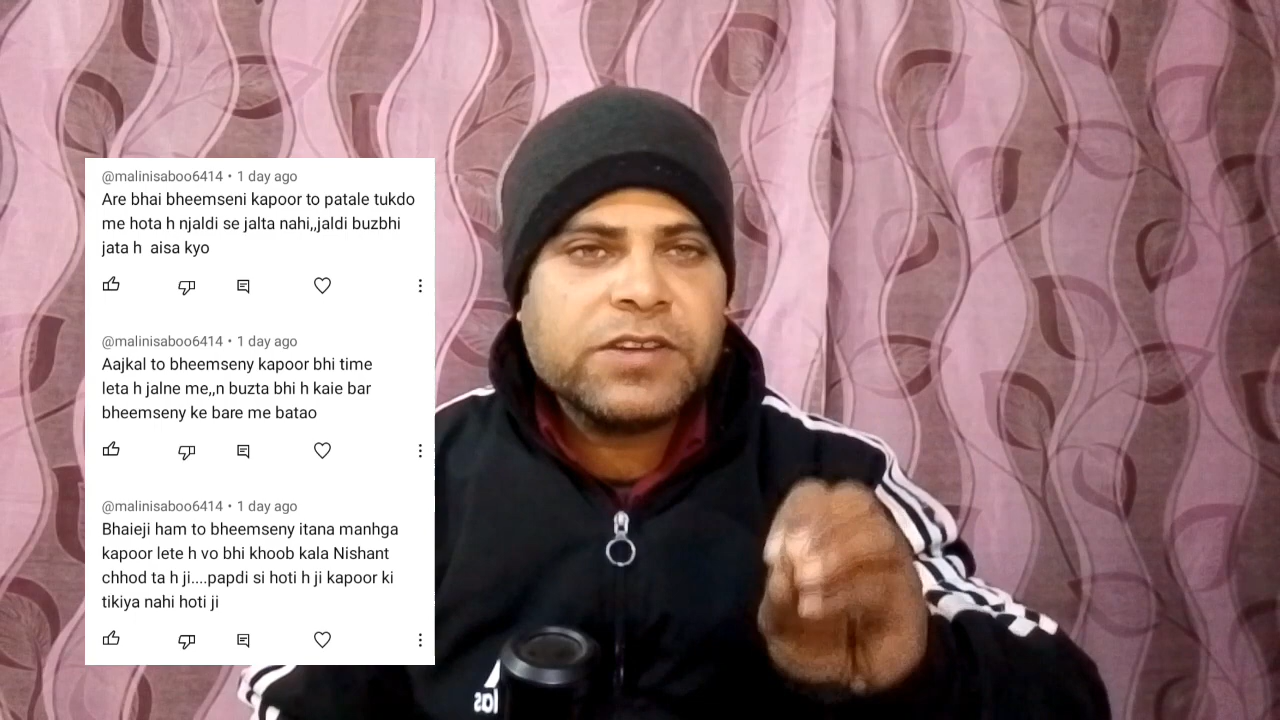 @malinisaboo6414 • 1 day ago
Are bhai bheemseni kapoor to patale tukdo
me hota h njaldi se jalta nahi,,jaldi buzbhi
jata h aisa kyo
@malinisaboo6414 • 1 day ago
Aajkal to bheemseny kapoor bhi time
leta h jalne me,,n buzta bhi h kaie bar
bheemseny ke bare me batao
@malinisaboo6414 • 1 day ago
Bhaieji ham to bheemseny itana manhga
kapoor lete h vo bhi khoob kala Nishant
chhod ta h ji....papdi si hoti h ji kapoor ki
tikiya nahi hoti ji